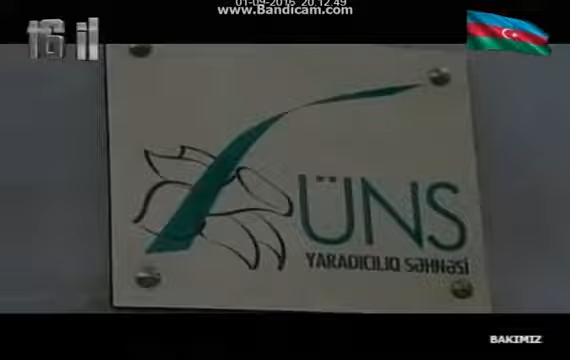 01-09-2016 20:12:49
www.Bandicam.com
16 il
ÜNS
YARADICILIQ SƏHNƏSİ
BAKIMIZ